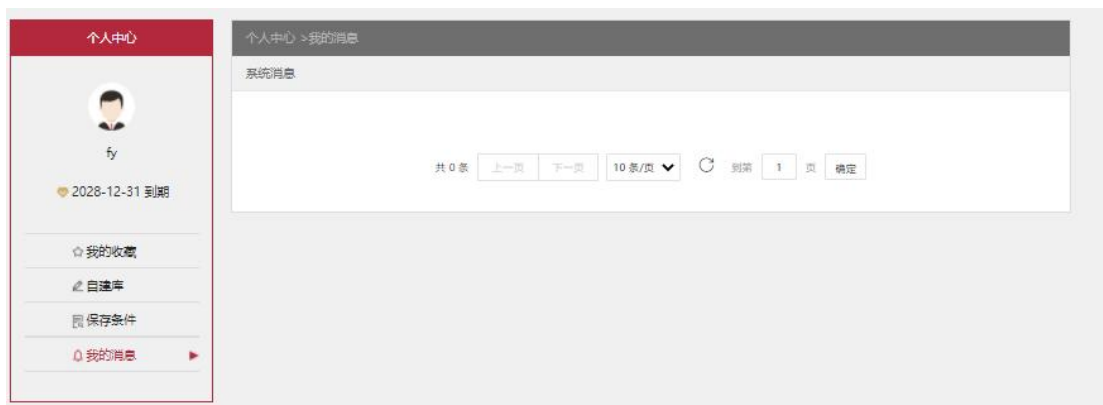 个人中心
fy
2028-12-31 到期
我的收藏
自建库
保存条件
我的消息
个人中心 >我的消息
系统消息
共 0 条 上一页 下一页 10 条/页 到第 1 页 确定